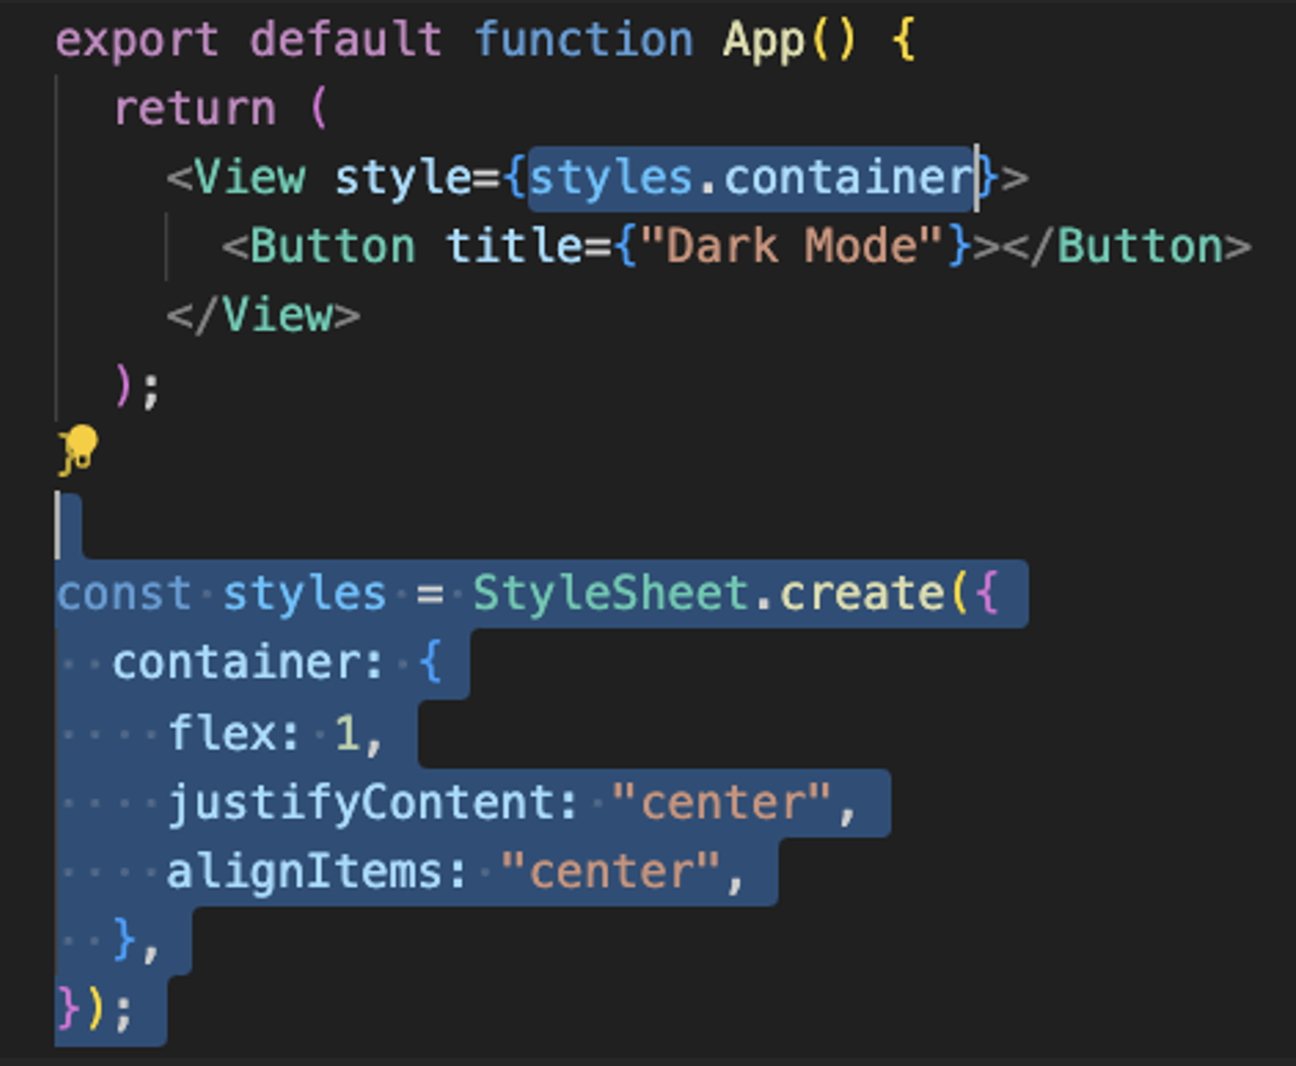 export default function App() {
  return (
    <View style={styles.container}>
      <Button title={"Dark Mode"}></Button>
    </View>
  );
}
const styles = StyleSheet.create({
  container: {
    flex: 1,
    justifyContent: "center",
    alignItems: "center",
  },
});